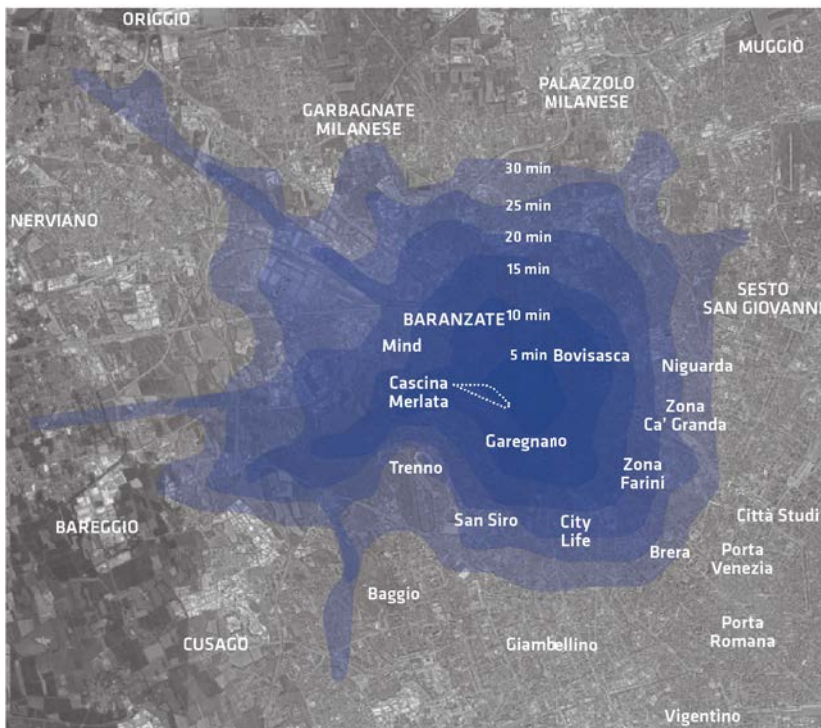 ORIGGIO
MUGGIÒ
PALAZZOLO
MILANESE
GARBAGNATE
MILANESE
30 min
25 min
NERVIANO
20 min
15 min
SESTO
SAN GIOVANNI
BARANZATE
10 min
Mind
5 min
Bovisasca
Niguarda
Cascina
Merlata
Zona
Ca' Granda
Garegnano
Trenno
Zona
Farini
BAREGGIO
San Siro
City
Life
Città Studi
Brera
Porta
Venezia
Baggio
CUSAGO
Giambellino
Porta
Romana
Vigentino